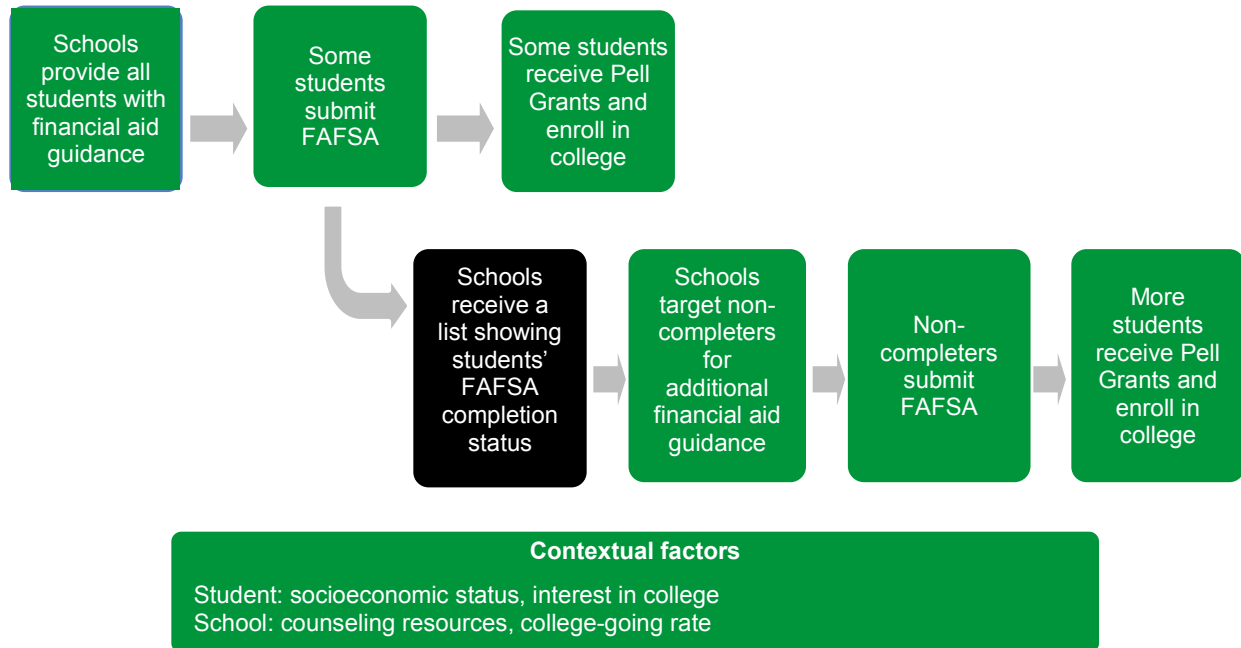 Schools
provide all
students with
financial aid
guidance
Some
students
submit
FAFSA
Some students
receive Pell
Grants and
enroll in
college
Schools
receive a
list showing
students’
FAFSA
completion
status
Schools
target non-
completers
for
additional
financial aid
guidance
Non-
completers
submit
FAFSA
More
students
receive Pell
Grants and
enroll in
college
Contextual factors
Student: socioeconomic status, interest in college
School: counseling resources, college-going rate